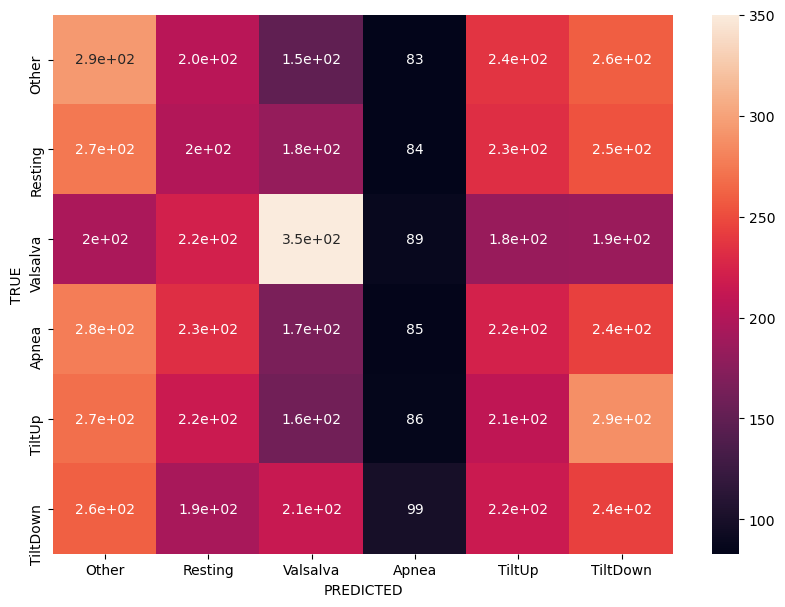 Other 2.9e+02 2.0e+02 1.5e+02 83 2.4e+02 2.6e+02
Resting 2.7e+02 2e+02 1.8e+02 84 2.3e+02 2.5e+02
Valsalva 2e+02 2.2e+02 3.5e+02 89 1.8e+02 1.9e+02
Apnea 2.8e+02 2.3e+02 1.7e+02 85 2.2e+02 2.4e+02
TiltUp 2.7e+02 2.2e+02 1.6e+02 86 2.1e+02 2.9e+02
TiltDown 2.6e+02 1.9e+02 2.1e+02 99 2.2e+02 2.4e+02
TRUE
Other Resting Valsalva Apnea TiltUp TiltDown
PREDICTED
350
300
250
200
150
100